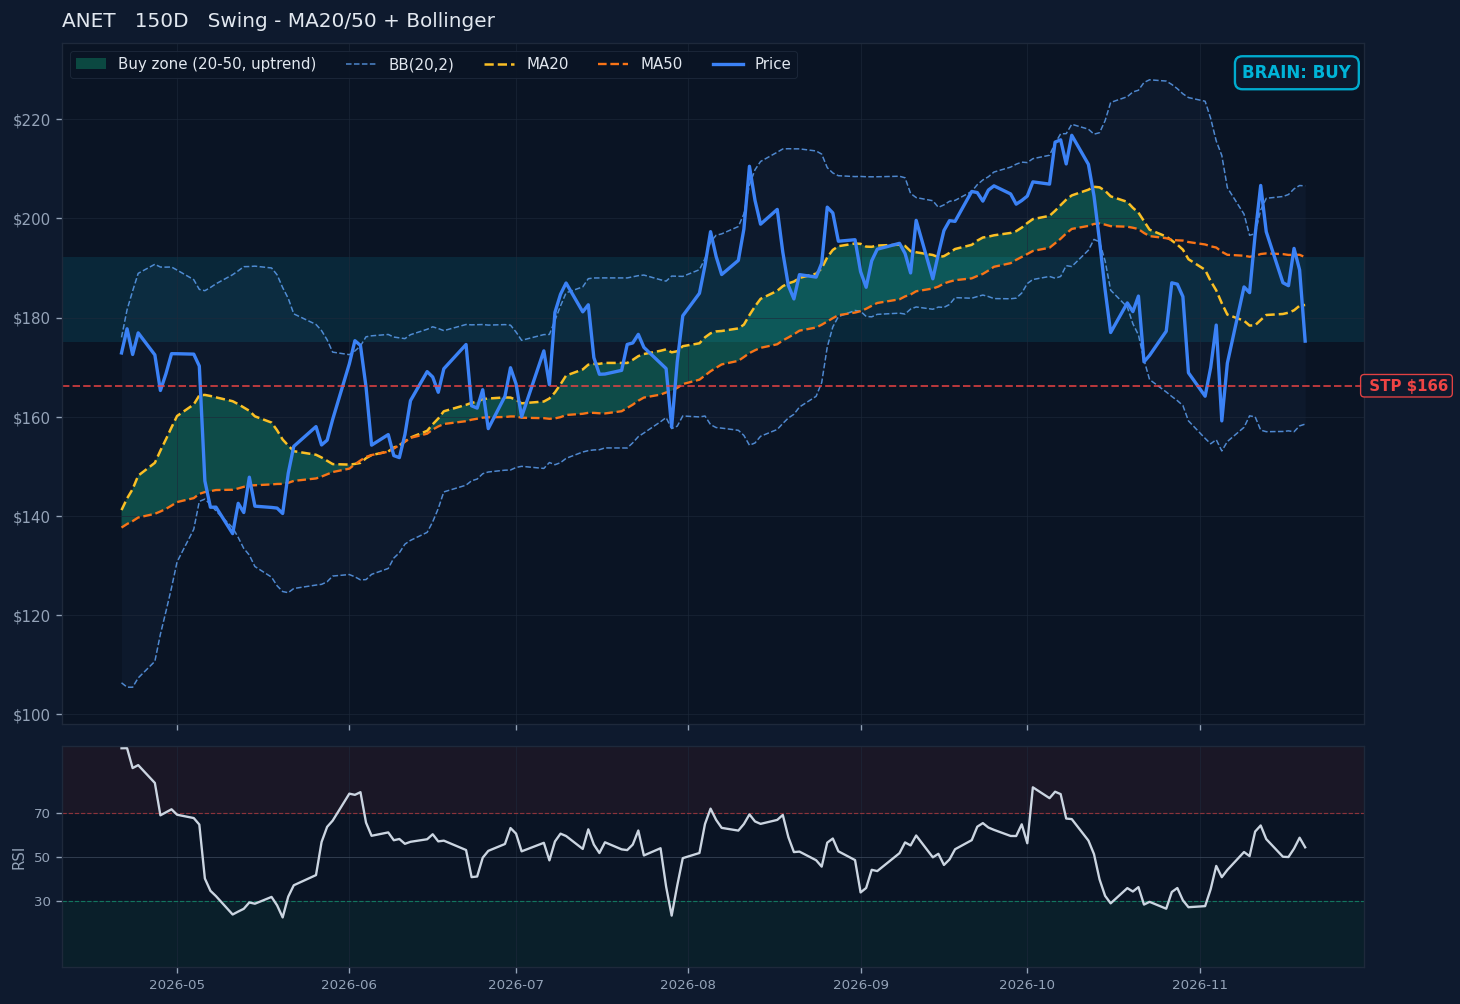 ANET 150D Swing - MA20/50 + Bollinger
Buy zone (20-50, uptrend) BB(20,2) MA20 MA50 Price
BRAIN: BUY
$220
$200
$180
$160
$140
$120
$100
STP $166
RSI
70
50
30
2026-05 2026-06 2026-07 2026-08 2026-09 2026-10 2026-11